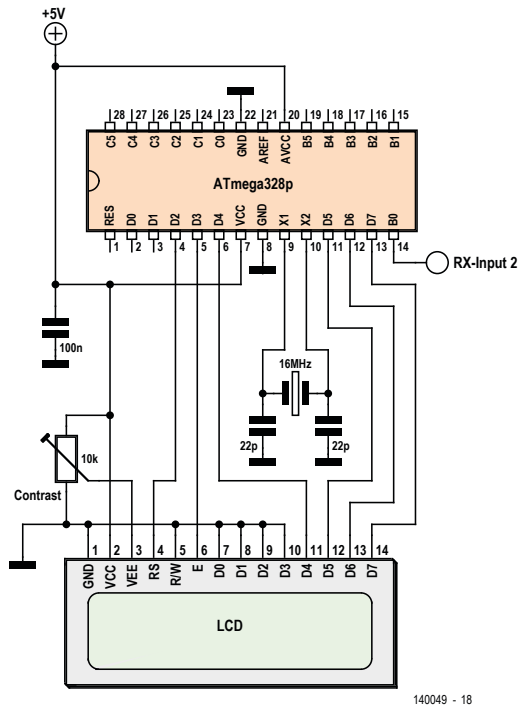 +5V
28 27 26 25 24 23 22 21 20 19 18 17 16 15
C5 C4 C3 C2 C1 C0 GND AREF AVCC B5 B4 B3 B2 B1
ATmega328p
RES D0 D1 D2 D3 D4 VCC GND X1 X2 D5 D6 D7 B0
1 2 3 4 5 6 7 8 9 10 11 12 13 14
RX-Input 2
100n
16MHz
22p 22p
10k
Contrast
1 2 3 4 5 6 7 8 9 10 11 12 13 14
GND VCC VEE RS R/W E D0 D1 D2 D3 D4 D5 D6 D7
LCD
140049 - 18